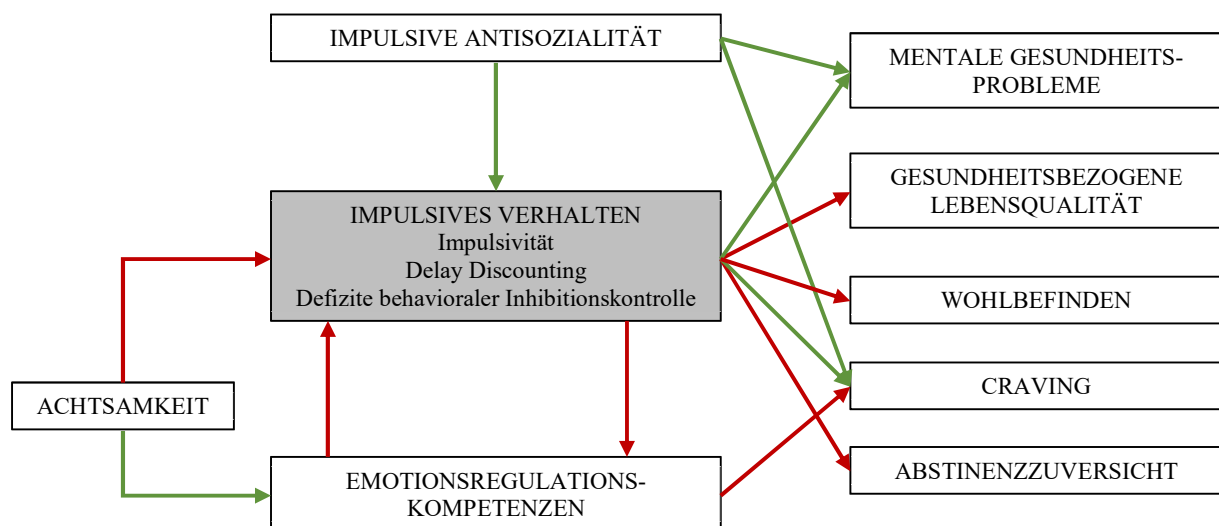 IMPULSIVE ANTISOZIALITÄT
MENTALE GESUNDHEITS-
PROBLEME
GESUNDHEITSBEZOGENE
LEBENSQUALITÄT
IMPULSIVES VERHALTEN
Impulsivität
Delay Discounting
Defizite behavioraler Inhibitionskontrolle
WOHLBEFINDEN
CRAVING
ACHTSAMKEIT
ABSTINENZZUVERSICHT
EMOTIONSREGULATIONS-
KOMPETENZEN